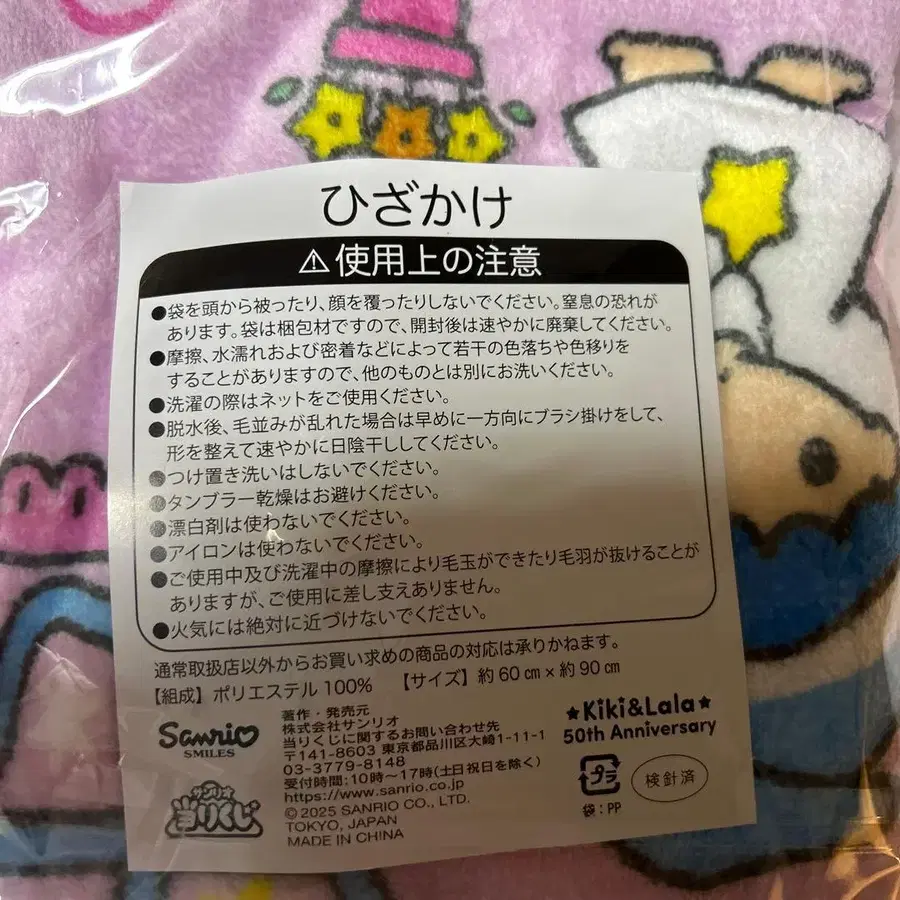 ひざかけ
⚠使用上の注意
●袋を頭から被ったり、顔を覆ったりしないでください。窒息の恐れが
あります。袋は梱包材ですので、開封後は速やかに廃棄してください。
●摩擦、水濡れおよび密着などによって若干の色落ちや色移りを
することがありますので、他のものとは別にお洗いください。
●洗濯の際はネットをご使用ください。
●脱水後、毛並みが乱れた場合は早めに一方向にブラシ掛けをして、
形を整えて速やかに日陰干ししてください。
●つけ置き洗いはしないでください。
●タンブラー乾燥はお避けください。
●漂白剤は使わないでください。
●アイロンは使わないでください。
●ご使用中及び洗濯中の摩擦により毛玉ができたり毛羽が抜けることが
ありますが、ご使用に差し支えありません。
●火気には絶対に近づけないでください。
通常取扱店以外からお買い求めの商品の対応は承りかねます。
【組成】ポリエステル100% 【サイズ】約60㎝×約90㎝
Sanrio
SMILES
サンリオ
当りくじ
著作・発売元
株式会社サンリオ
当りくじに関するお問い合わせ先
〒141-8603 東京都品川区大崎1-11-1
03-3779-8148
受付時間:10時～17時(土日祝日を除く)
https://www.sanrio.co.jp
©2025 SANRIO CO., LTD.
TOKYO, JAPAN
MADE IN CHINA
★Kiki&Lala★
50th Anniversary
プラ
袋:PP
検針済